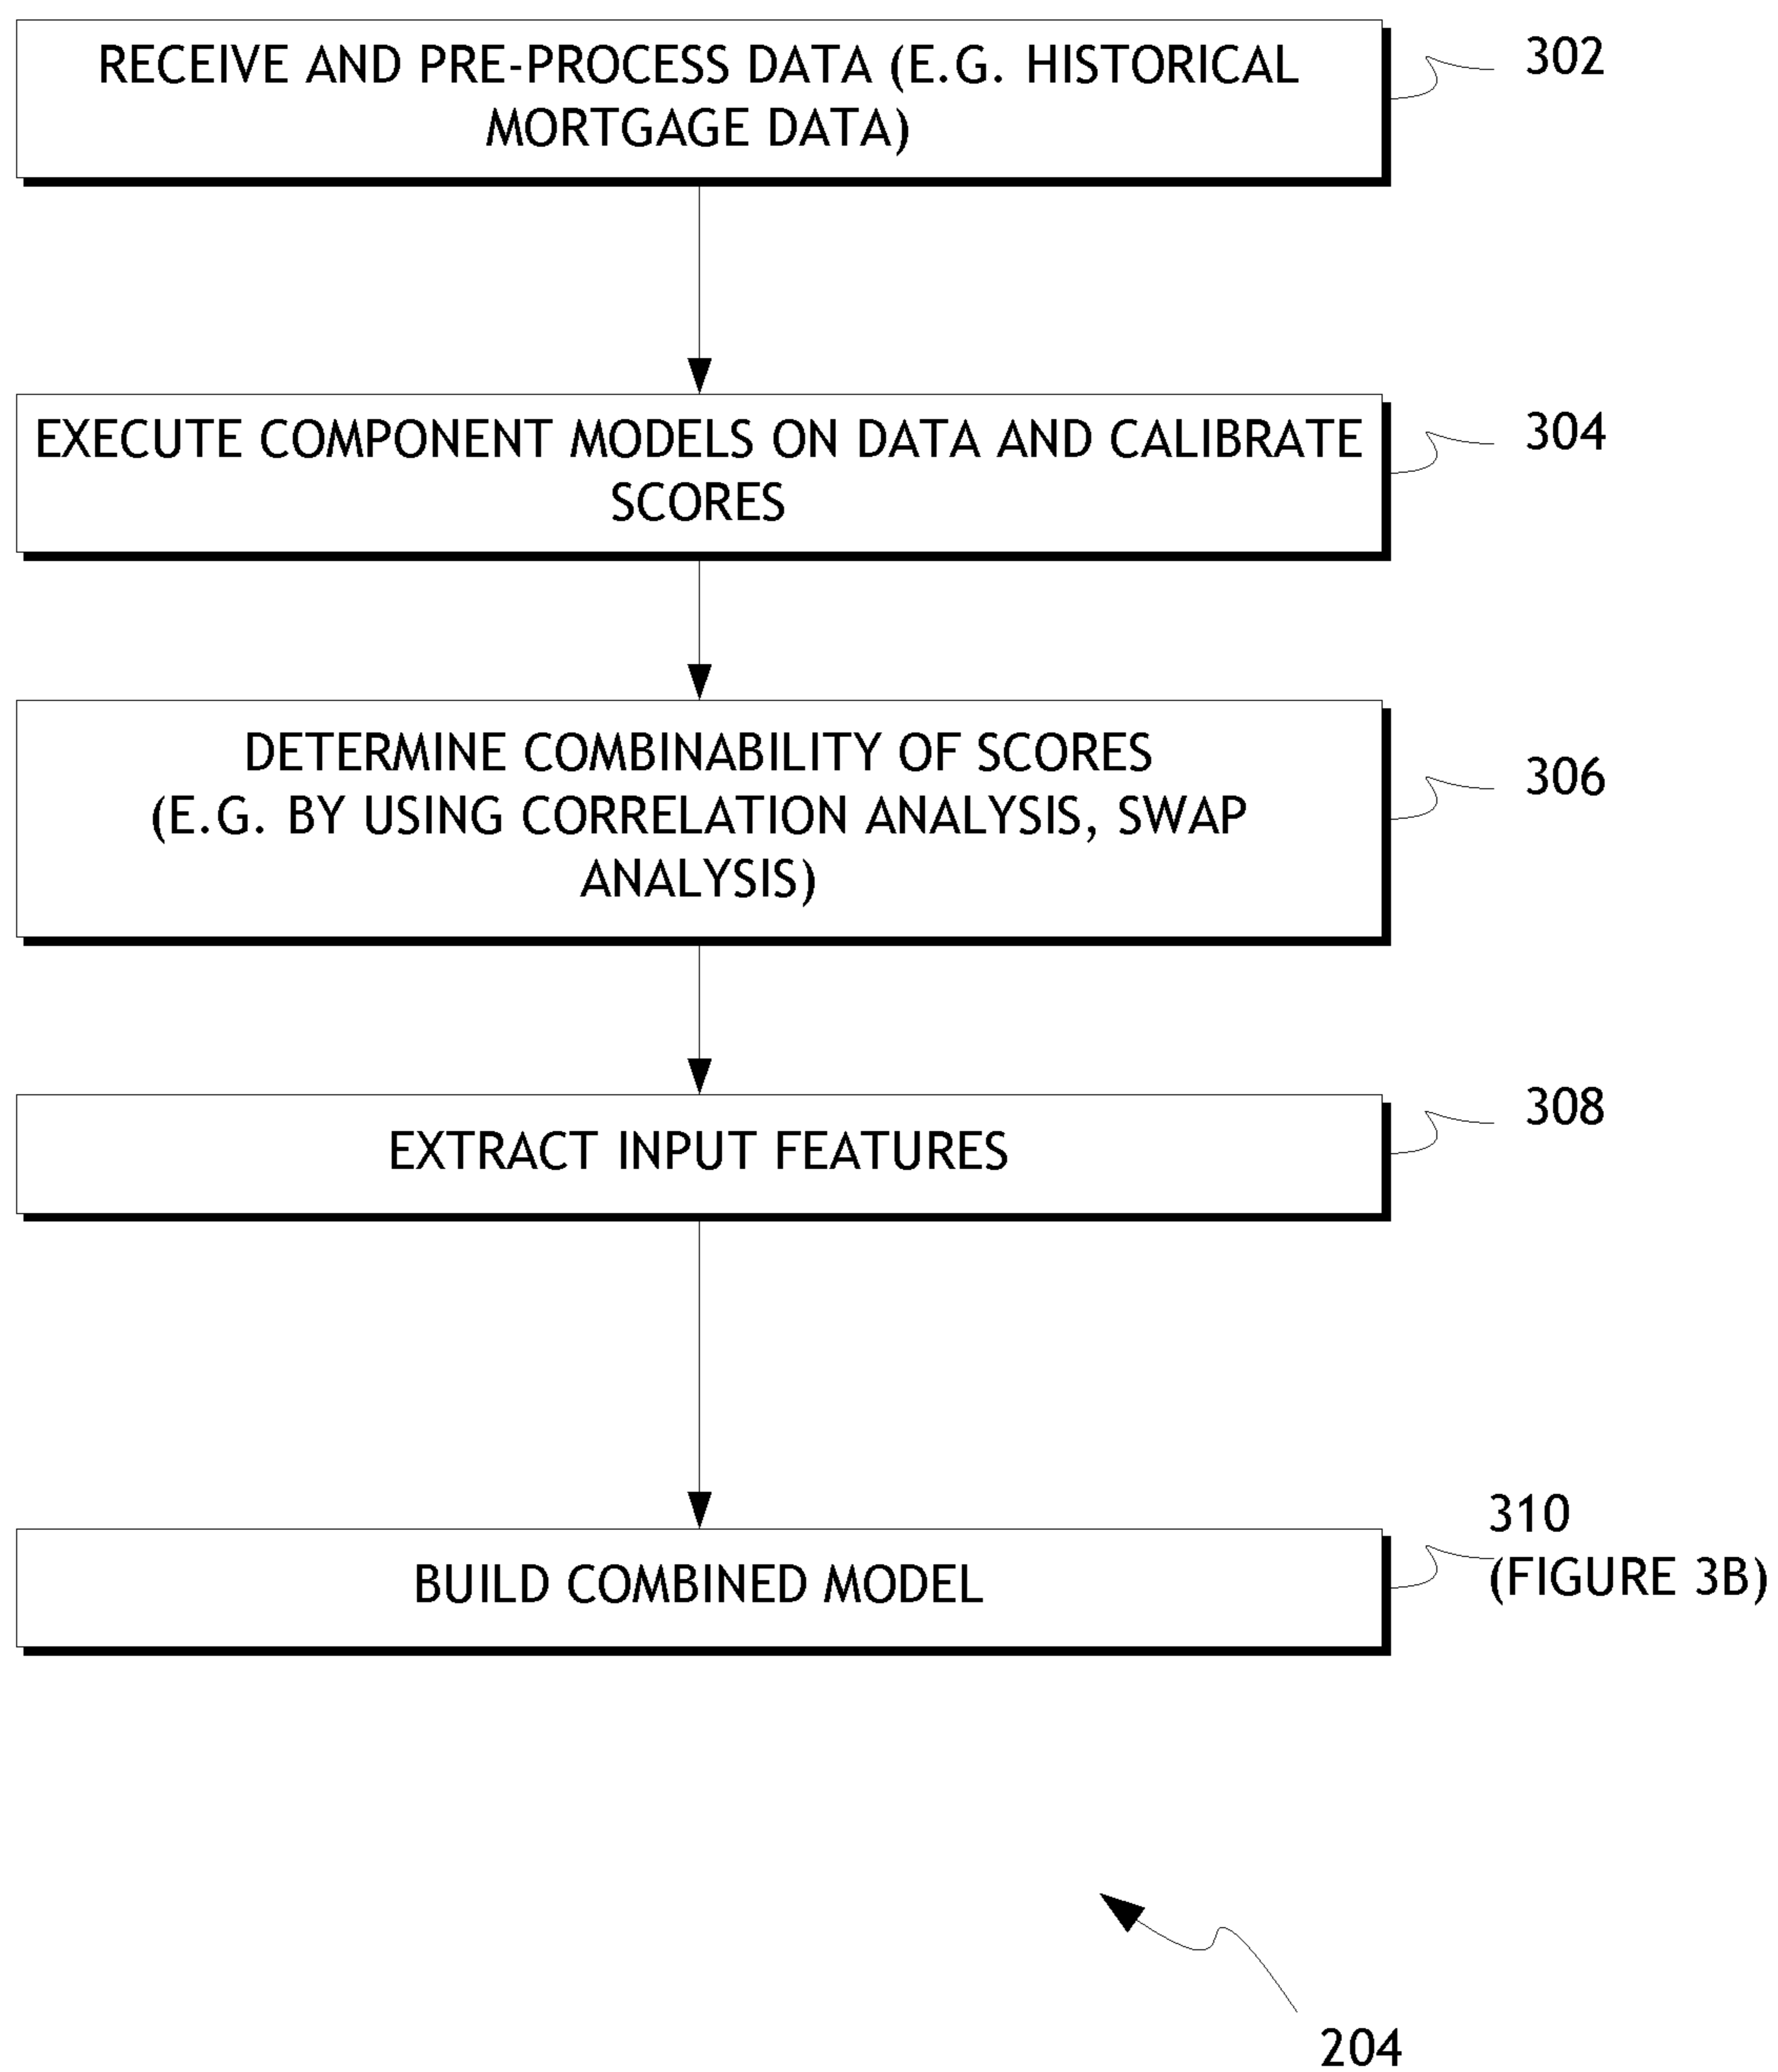 RECEIVE AND PRE-PROCESS DATA (E.G. HISTORICAL
MORTGAGE DATA)
302
EXECUTE COMPONENT MODELS ON DATA AND CALIBRATE
SCORES
304
DETERMINE COMBINABILITY OF SCORES
(E.G. BY USING CORRELATION ANALYSIS, SWAP
ANALYSIS)
306
EXTRACT INPUT FEATURES
308
BUILD COMBINED MODEL
310
(FIGURE 3B)
204